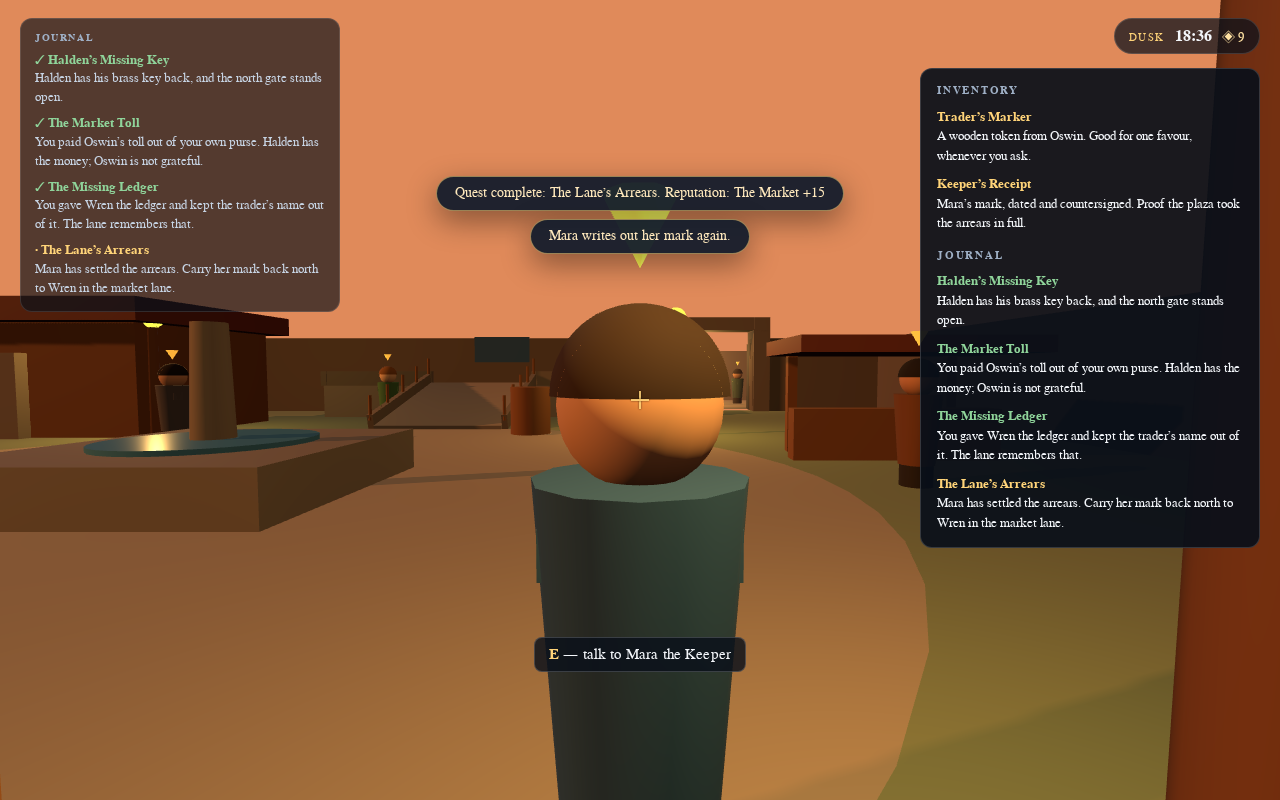 JOURNAL
✓ Halden's Missing Key
Halden has his brass key back, and the north gate stands
open.
✓ The Market Toll
You paid Oswin's toll out of your own purse. Halden has
the money; Oswin is not grateful.
✓ The Missing Ledger
You gave Wren the ledger and kept the trader's name out
of it. The lane remembers that.
· The Lane's Arrears
Mara has settled the arrears. Carry her mark back north
to Wren in the market lane.
Quest complete: The Lane's Arrears. Reputation: The Market +15
Mara writes out her mark again.
E — talk to Mara the Keeper
DUSK 18:36 ◈ 9
INVENTORY
Trader's Marker
A wooden token from Oswin. Good for one favour,
whenever you ask.
Keeper's Receipt
Mara's mark, dated and countersigned. Proof the plaza took
the arrears in full.
JOURNAL
Halden's Missing Key
Halden has his brass key back, and the north gate stands
open.
The Market Toll
You paid Oswin's toll out of your own purse. Halden has the
money; Oswin is not grateful.
The Missing Ledger
You gave Wren the ledger and kept the trader's name out of
it. The lane remembers that.
The Lane's Arrears
Mara has settled the arrears. Carry her mark back north to
Wren in the market lane.